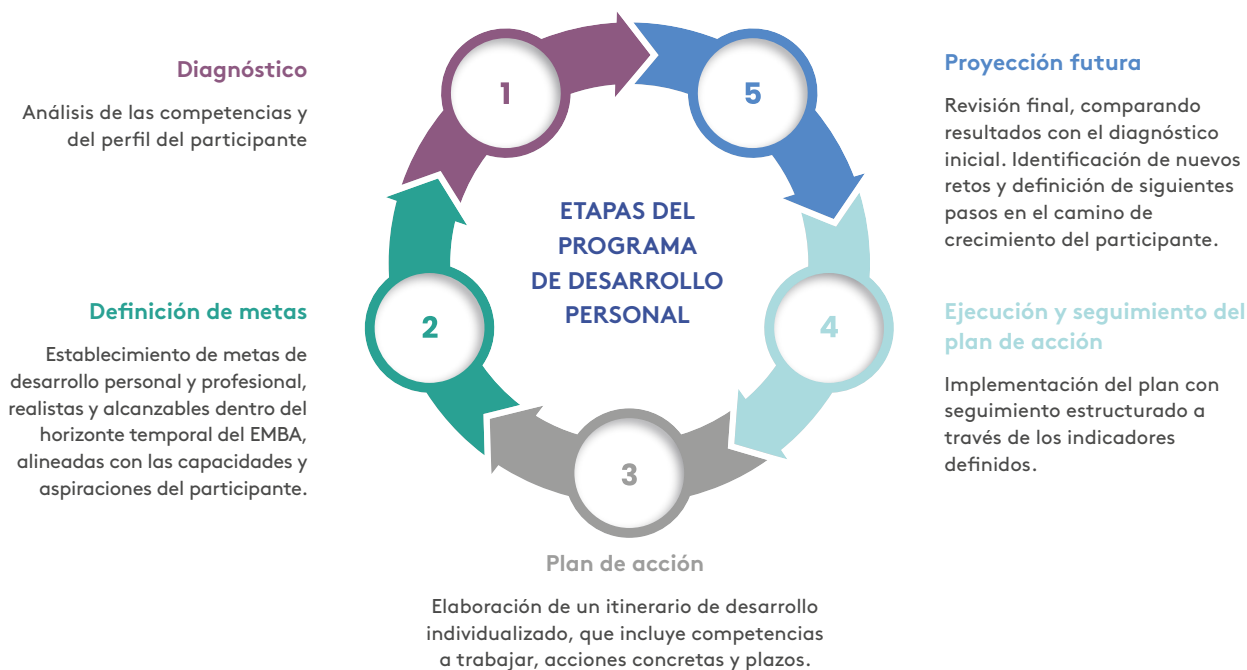 ETAPAS DEL
PROGRAMA
DE DESARROLLO
PERSONAL
1
Diagnóstico
Análisis de las competencias y
del perfil del participante
2
Definición de metas
Establecimiento de metas de
desarrollo personal y profesional,
realistas y alcanzables dentro del
horizonte temporal del EMBA,
alineadas con las capacidades y
aspiraciones del participante.
3
Plan de acción
Elaboración de un itinerario de desarrollo
individualizado, que incluye competencias
a trabajar, acciones concretas y plazos.
4
Ejecución y seguimiento del
plan de acción
Implementación del plan con
seguimiento estructurado a
través de los indicadores
definidos.
5
Proyección futura
Revisión final, comparando
resultados con el diagnóstico
inicial. Identificación de nuevos
retos y definición de siguientes
pasos en el camino de
crecimiento del participante.